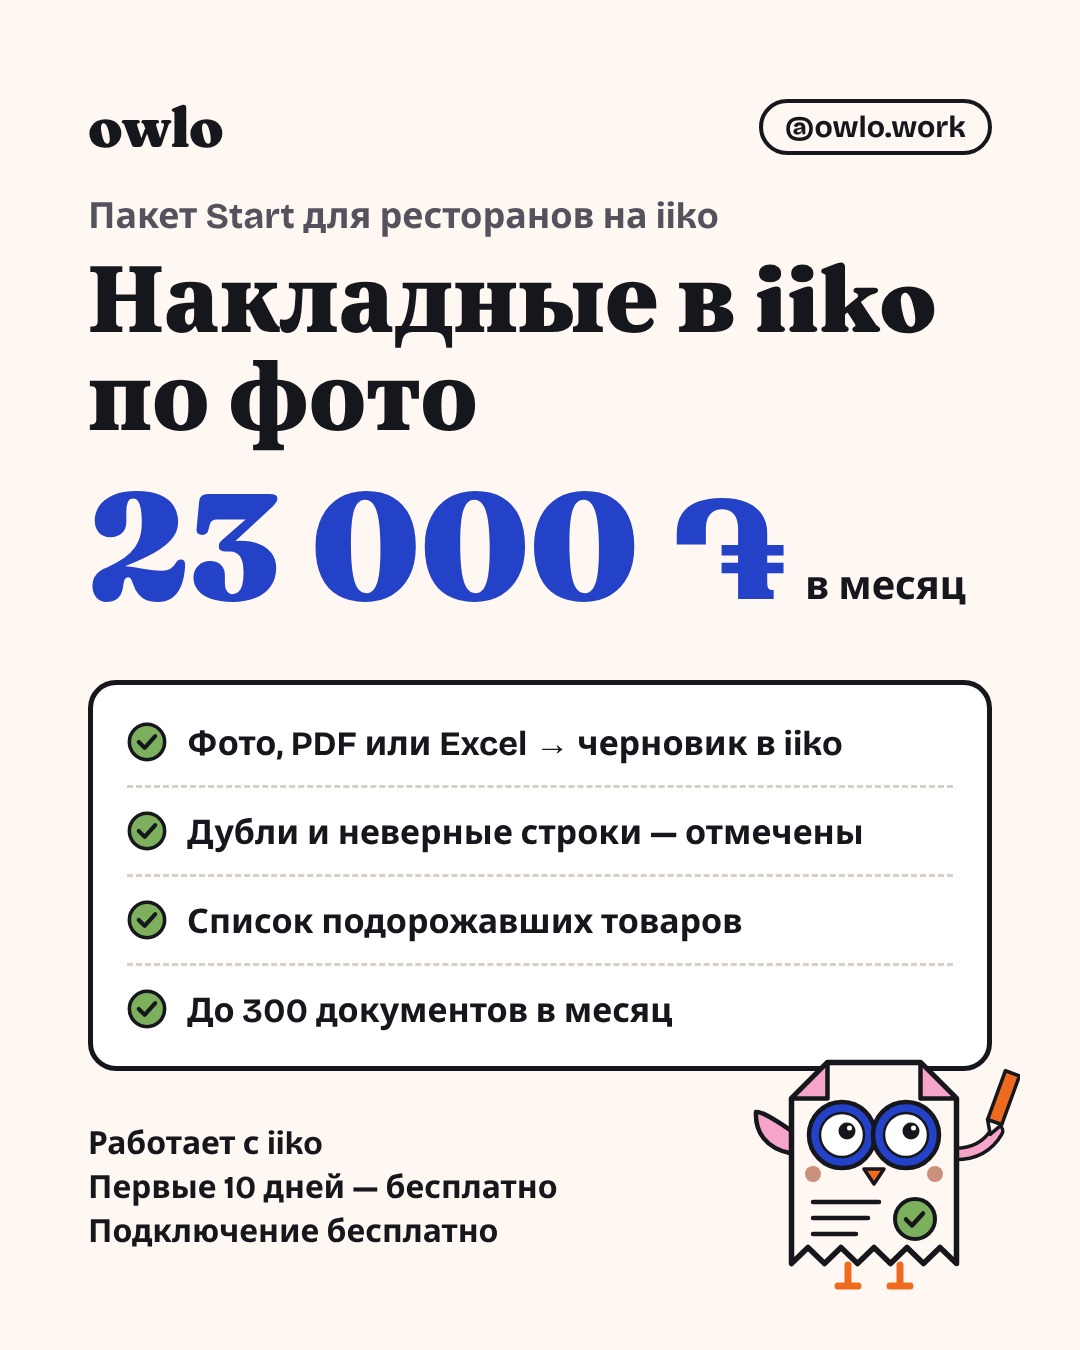 owlo
@owlo.work
Пакет Start для ресторанов на iiko
Накладные в iiko
по фото
23 000 ֏ в месяц
Фото, PDF или Excel → черновик в iiko
Дубли и неверные строки — отмечены
Список подорожавших товаров
До 300 документов в месяц
Работает с iiko
Первые 10 дней — бесплатно
Подключение бесплатно